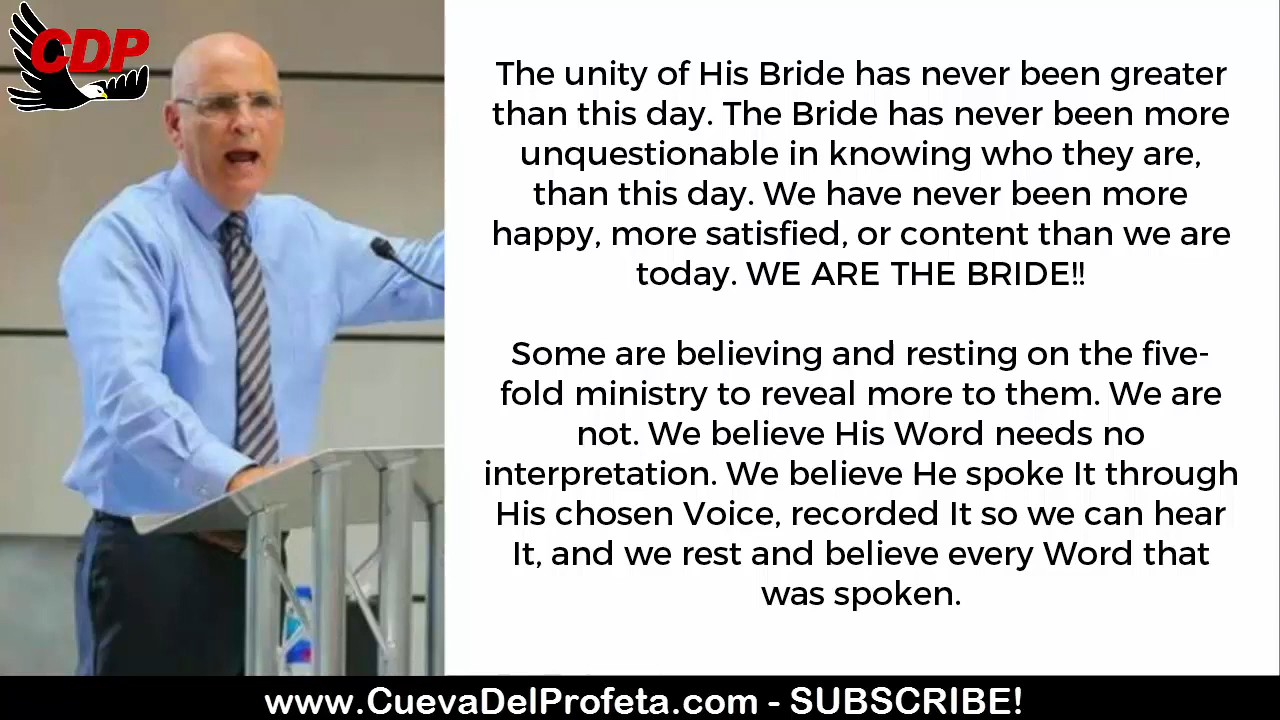 CDP
The unity of His Bride has never been greater
than this day. The Bride has never been more
unquestionable in knowing who they are,
than this day. We have never been more
happy, more satisfied, or content than we are
today. WE ARE THE BRIDE!!
Some are believing and resting on the five-
fold ministry to reveal more to them. We are
not. We believe His Word needs no
interpretation. We believe He spoke It through
His chosen Voice, recorded It so we can hear
It, and we rest and believe every Word that
was spoken.
www.CuevaDelProfeta.com - SUBSCRIBE!